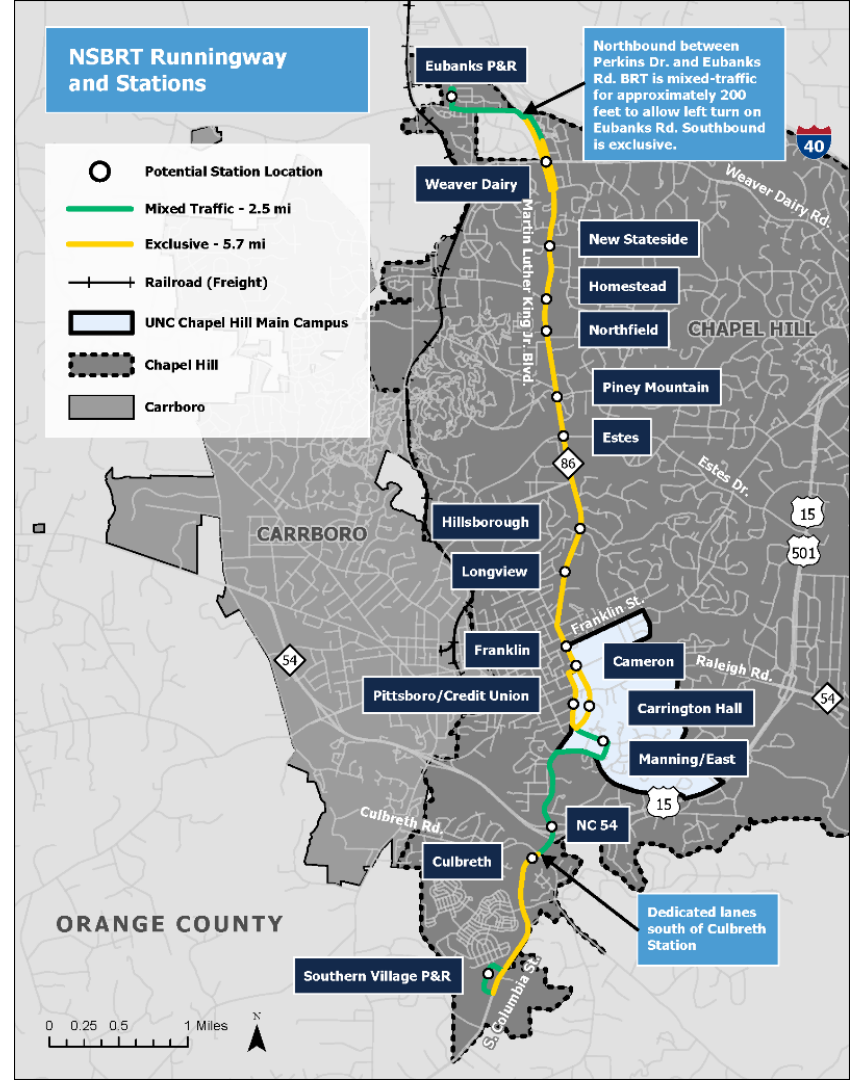 NSBRT Runningway
and Stations
Potential Station Location
Mixed Traffic - 2.5 mi
Exclusive - 5.7 mi
Railroad (Freight)
UNC Chapel Hill Main Campus
Chapel Hill
Carrboro
Eubanks P&R
Northbound between
Perkins Dr. and Eubanks
Rd. BRT is mixed-traffic
for approximately 200
feet to allow left turn on
Eubanks Rd. Southbound
is exclusive.
40
Weaver Dairy
Weaver Dairy Rd.
Martin Luther King Jr. Blvd.
New Stateside
Homestead
Northfield
CHAPEL HILL
Piney Mountain
Estes
86
Estes Dr.
15
501
Hillsborough
CARRBORO
Longview
Franklin St.
54
Franklin
Cameron
Raleigh Rd.
Pittsboro/Credit Union
Carrington Hall
54
Manning/East
15
Culbreth Rd.
NC 54
Culbreth
ORANGE COUNTY
Dedicated lanes
south of Culbreth
Station
Southern Village P&R
S. Columbia St.
0 0.25 0.5 1 Miles
N